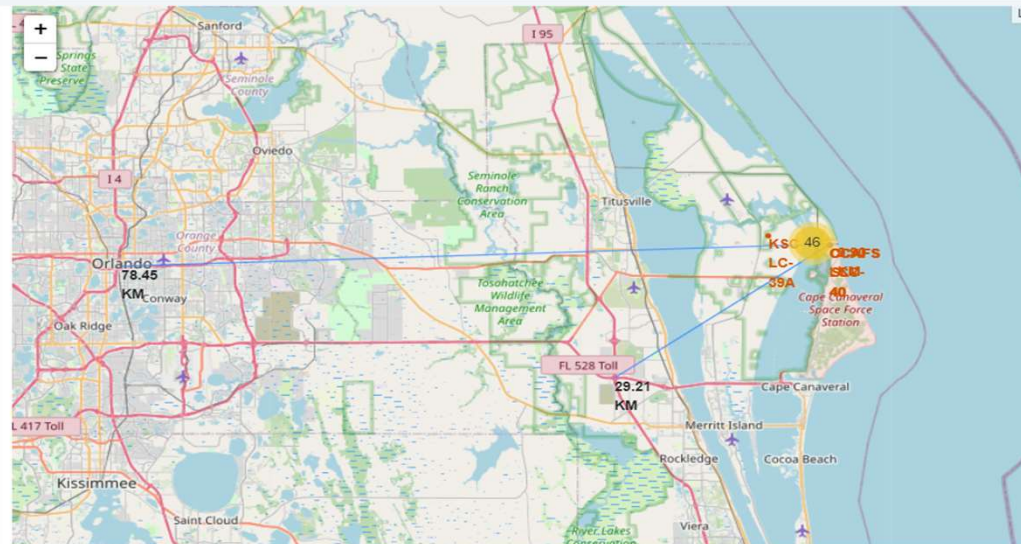 +
−
Sanford
I 95
Springs
State
Preserve
Seminole
County
Oviedo
I 4
Seminole
Ranch
Conservation
Area
Titusville
Orange
County
46
KSC
LC-
39A
40
Orlando
78.45
KM
Conway
Tosohatchee
Wildlife
Management
Area
Cape Canaveral
Space Force
Station
Oak Ridge
FL 528 Toll
29.21
KM
Cape Canaveral
L 417 Toll
Merritt Island
Rockledge
Cocoa Beach
Kissimmee
Saint Cloud
Viera
River Lakes
Conservation